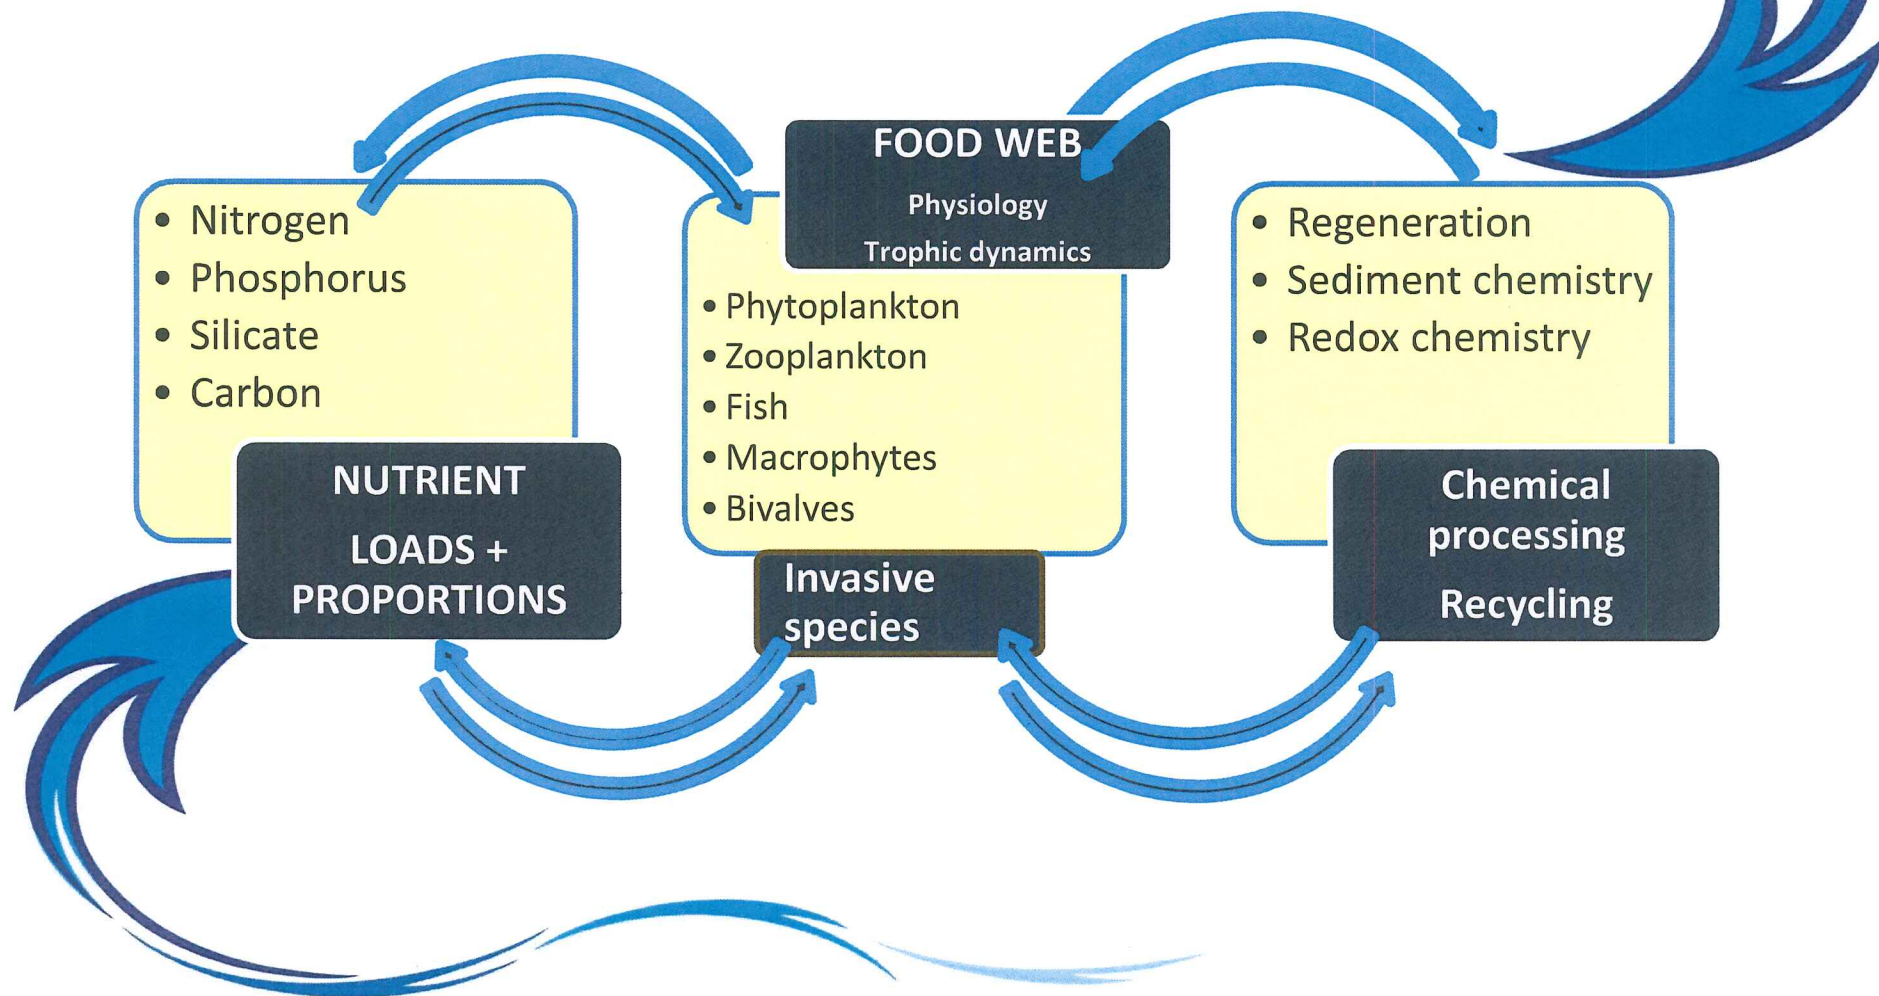 • Nitrogen
• Phosphorus
• Silicate
• Carbon
NUTRIENT
LOADS +
PROPORTIONS
FOOD WEB
Physiology
Trophic dynamics
• Phytoplankton
• Zooplankton
• Fish
• Macrophytes
• Bivalves
Invasive
species
• Regeneration
• Sediment chemistry
• Redox chemistry
Chemical
processing
Recycling